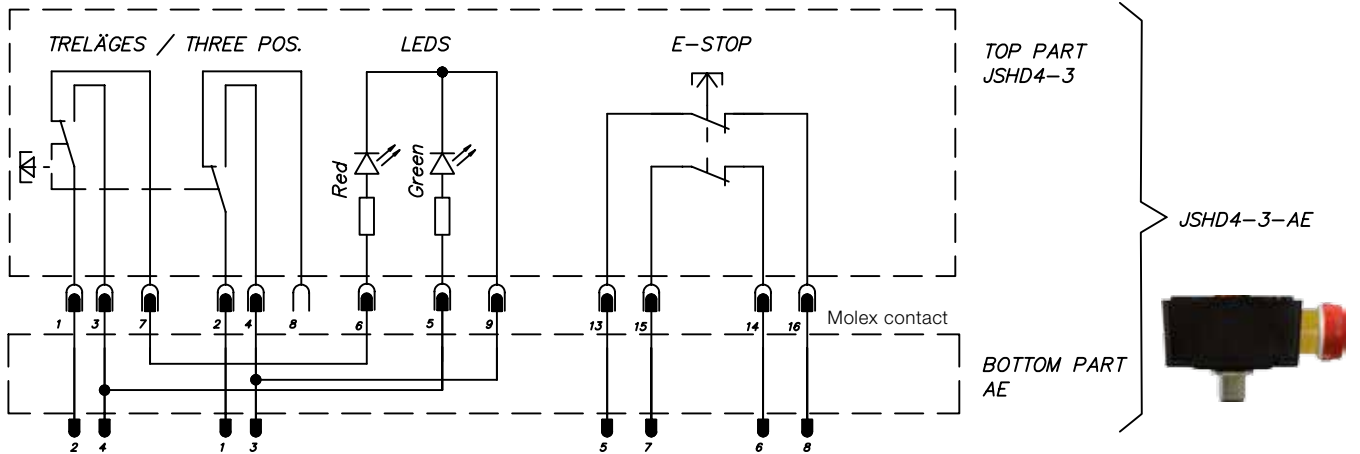 TRELÄGES / THREE POS. LEDS E-STOP
TOP PART
JSHD4-3
Red
Green
JSHD4-3-AE
1 3 7 2 4 8 6 5 9 13 15 14 16
Molex contact
BOTTOM PART
AE
2 4 1 3 5 7 6 8